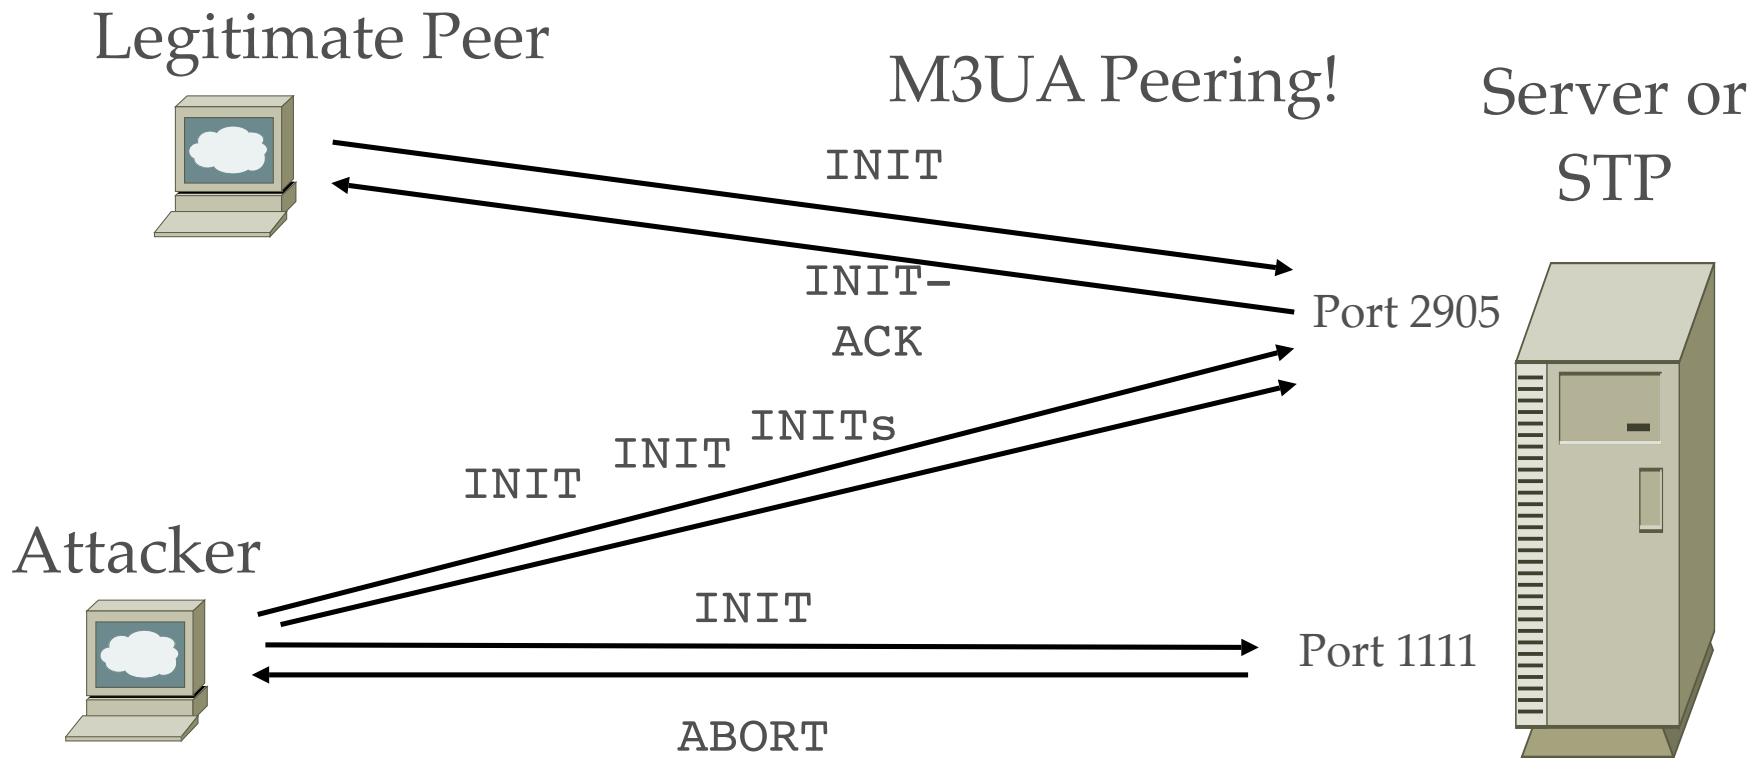 Legitimate Peer
M3UA Peering!
Server or
STP
INIT
INIT-
ACK
Port 2905
INITs
INIT
INIT
Attacker
INIT
Port 1111
ABORT